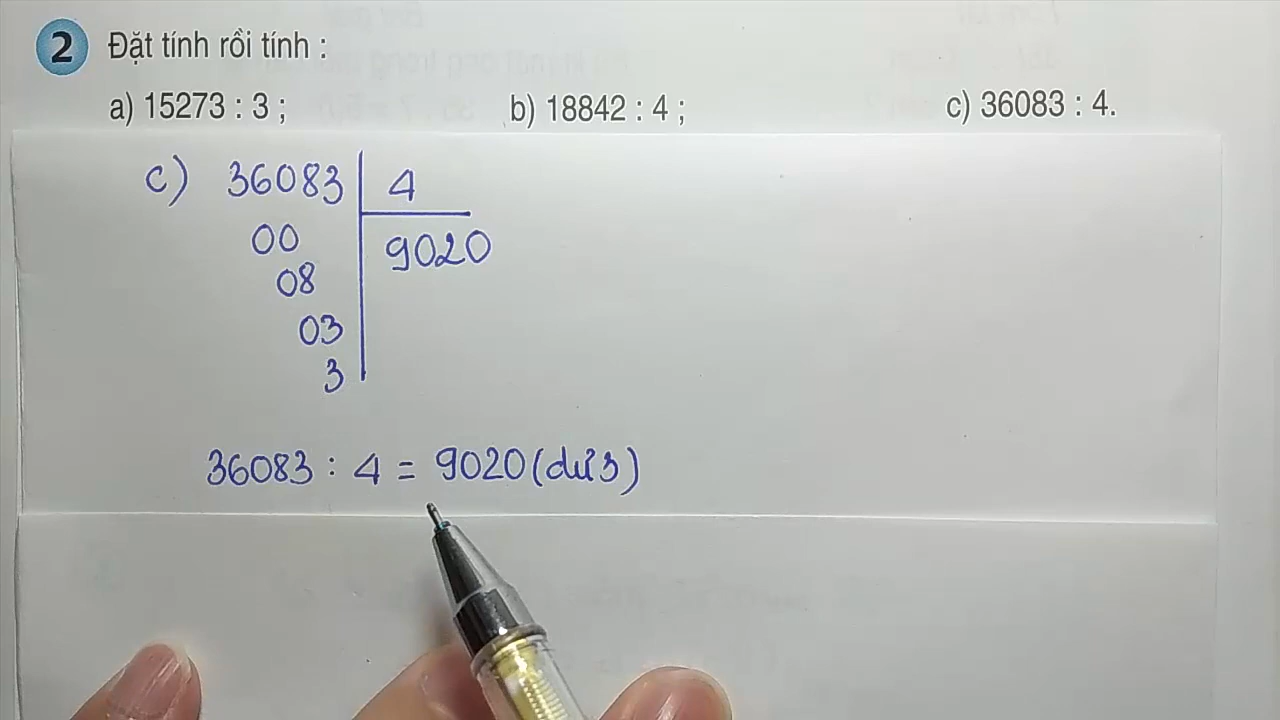 2 Đặt tính rồi tính :
a) 15273 : 3 ; b) 18842 : 4 ; c) 36083 : 4.
c) 36083 4
00 9020
08
03
3
36083 : 4 = 9020 (dư 3)